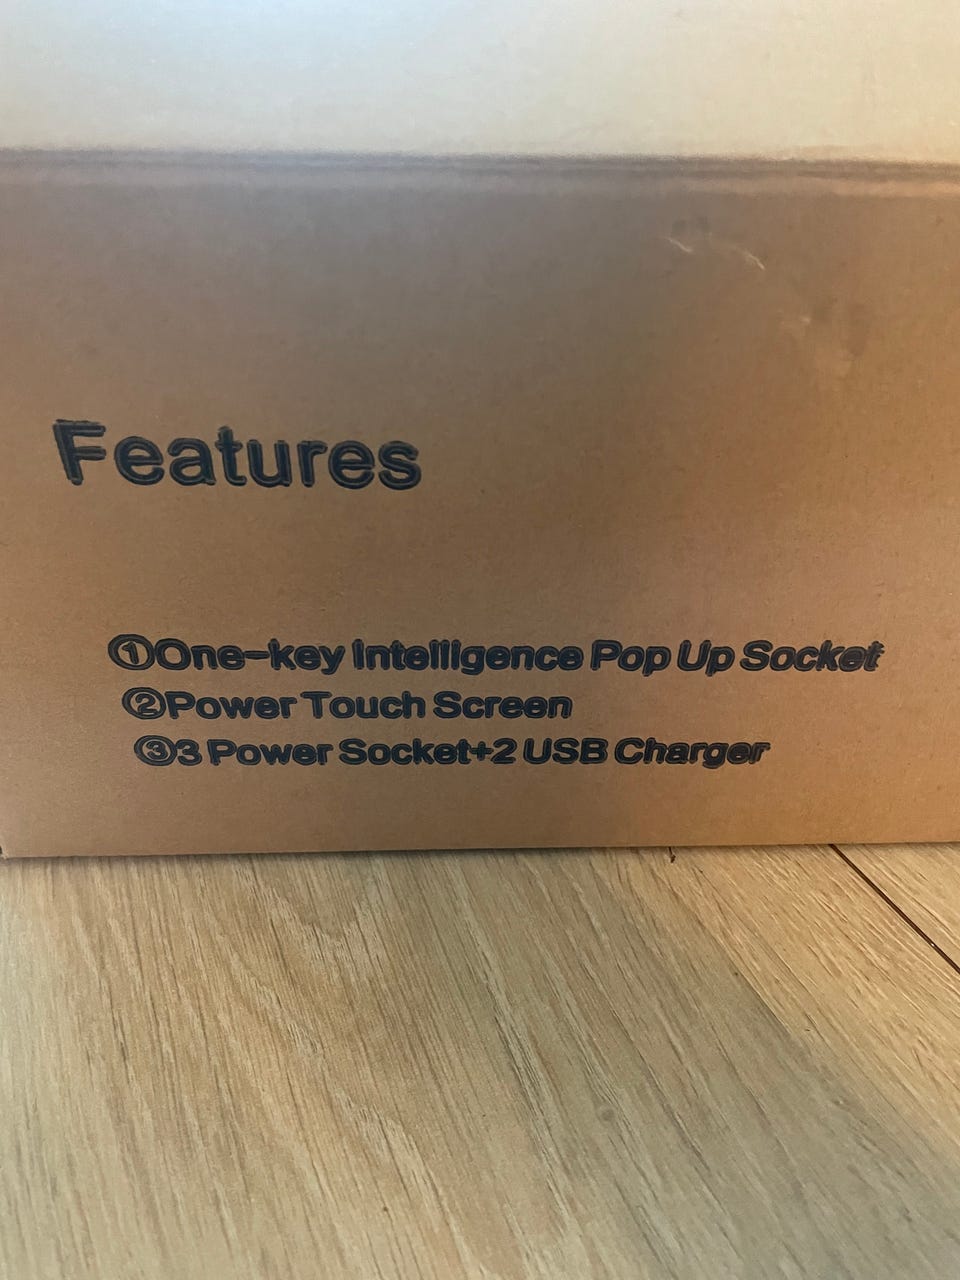 Features
①One-key Intelligence Pop Up Socket
②Power Touch Screen
③3 Power Socket+2 USB Charger